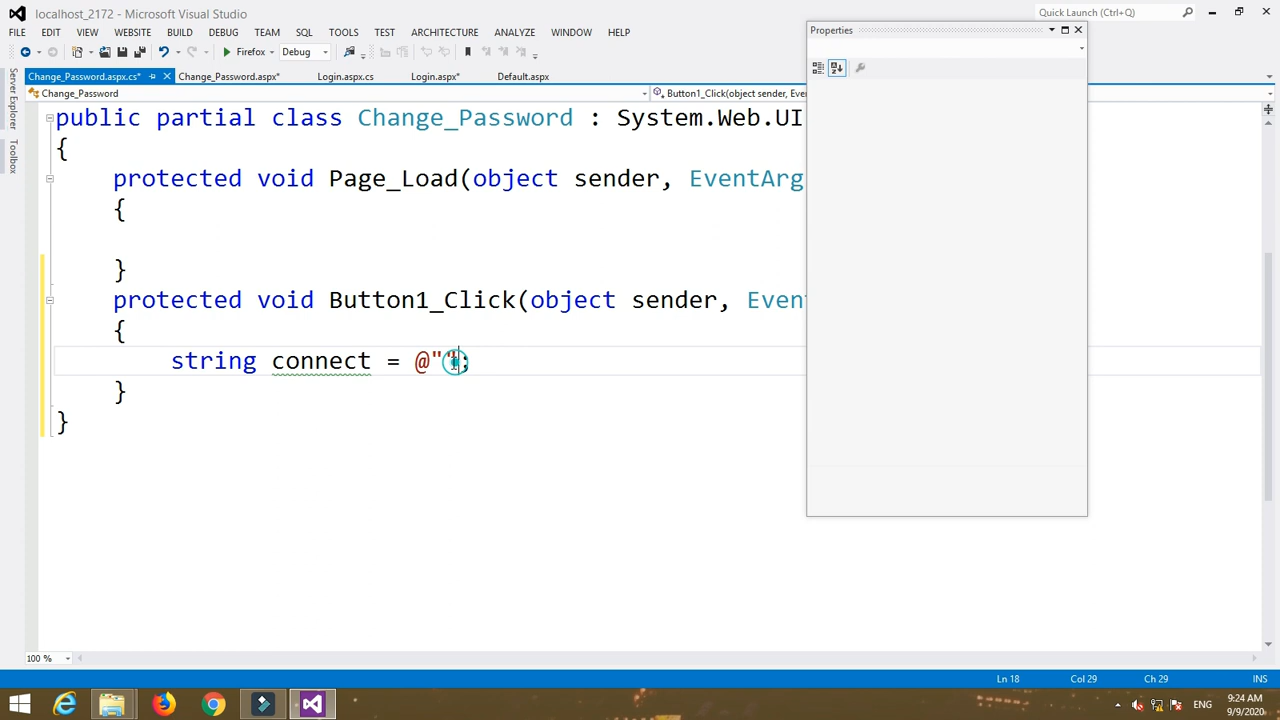 localhost_2172 - Microsoft Visual Studio
Quick Launch (Ctrl+Q)
FILE EDIT VIEW WEBSITE BUILD DEBUG TEAM SQL TOOLS TEST ARCHITECTURE ANALYZE WINDOW HELP
Firefox Debug
Properties
Change_Password.aspx.cs* Change_Password.aspx* Login.aspx.cs Login.aspx* Default.aspx
Change_Password
Button1_Click(object sender, Eve
Server Explorer
Toolbox
public partial class Change_Password : System.Web.UI
{
protected void Page_Load(object sender, EventArg
{
}
protected void Button1_Click(object sender, Even
{
string connect = @"";
}
}
100 %
Ln 18 Col 29 Ch 29 INS
ENG
9:24 AM
9/9/2020